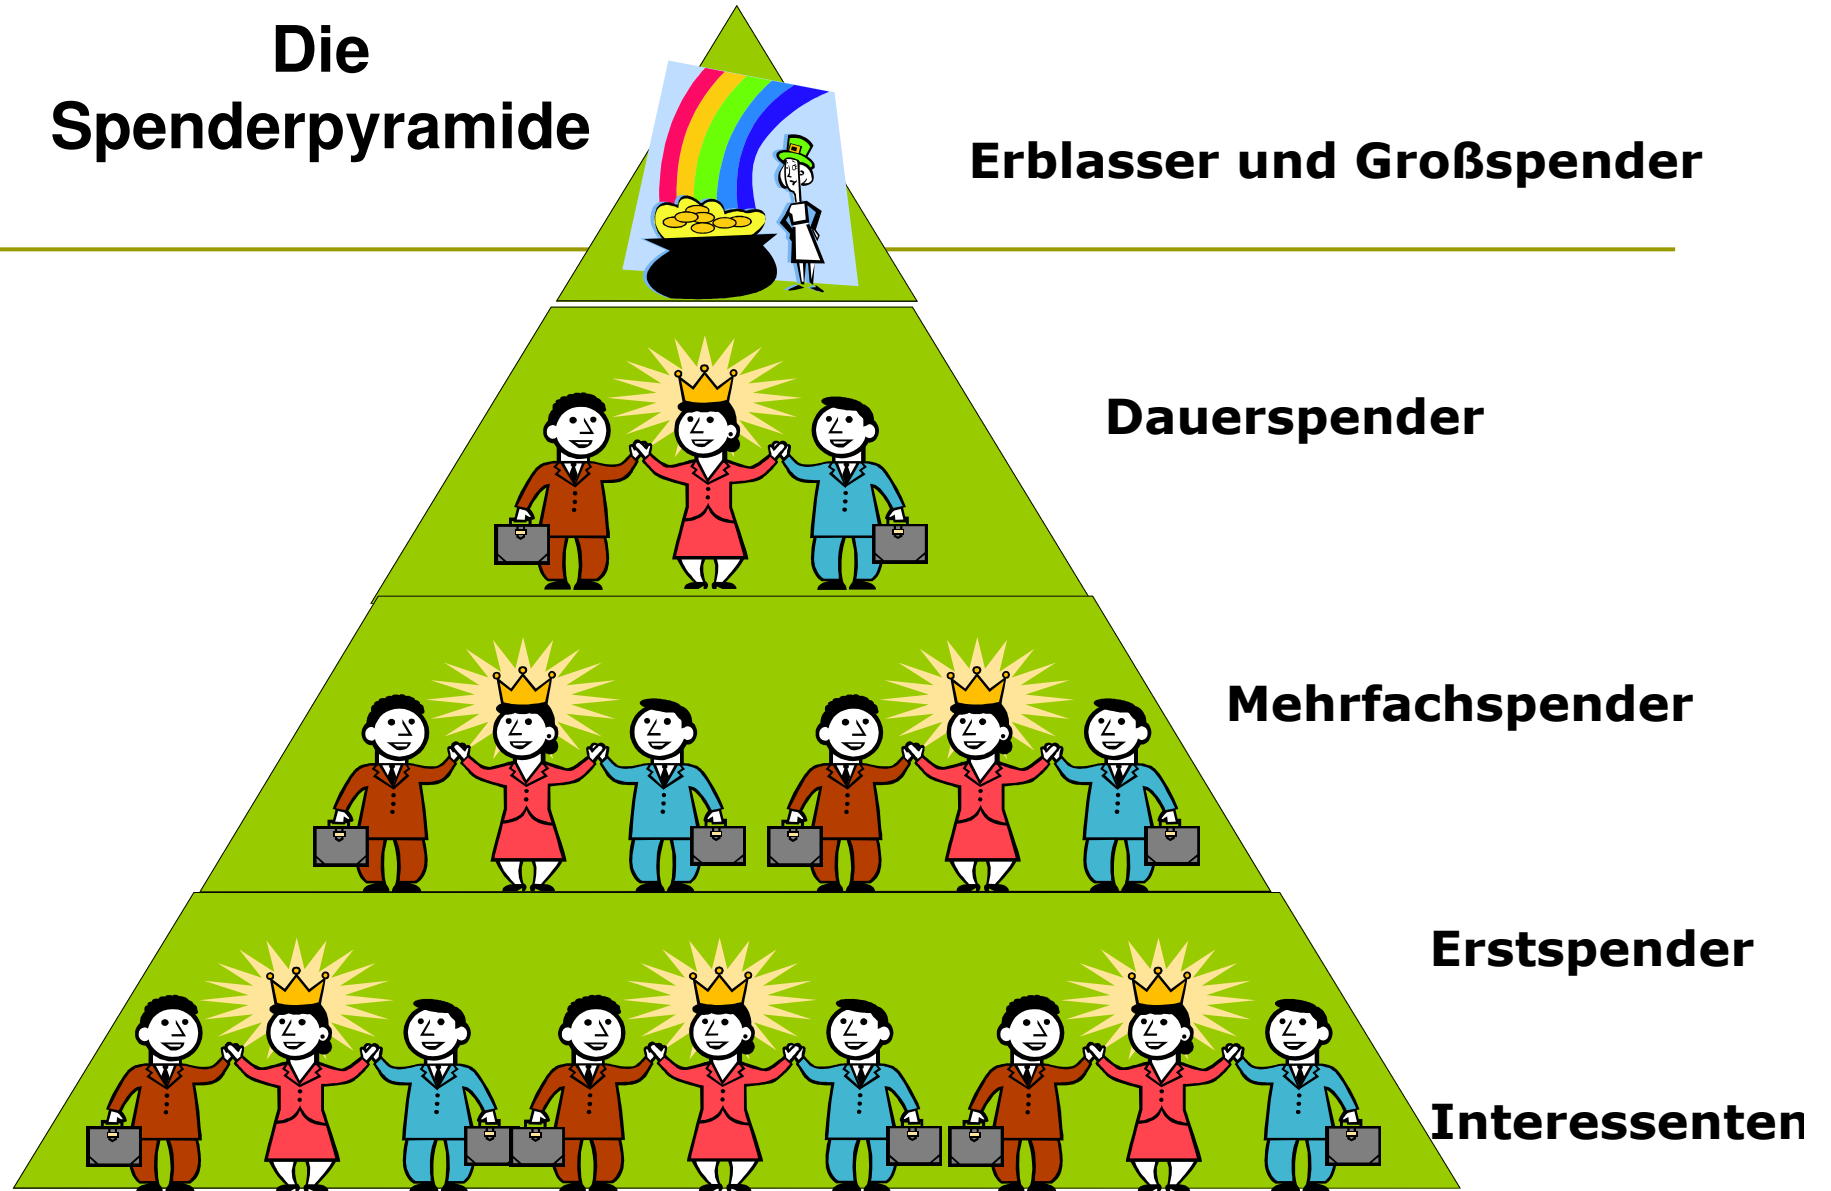 Die
Spenderpyramide
Erblasser und Großspender
Dauerspender
Mehrfachspender
Erstspender
Interessenten